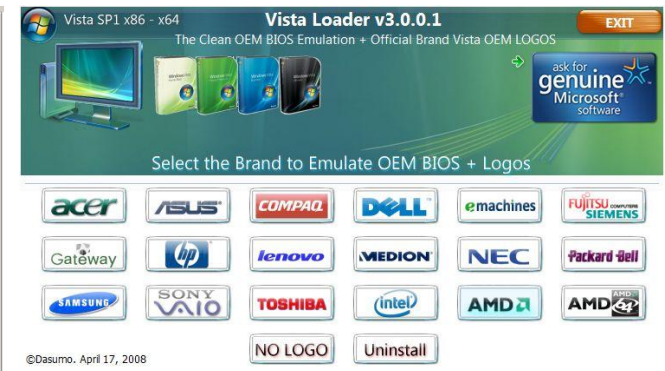 Vista SP1 x86 - x64
Vista Loader v3.0.0.1
EXIT
The Clean OEM BIOS Emulation + Official Brand Vista OEM LOGOS
ask for
genuine
Microsoft®
software
Select the Brand to Emulate OEM BIOS + Logos
acer
ASUS
COMPAQ
DELL
emachines
FUJITSU COMPUTERS
SIEMENS
Gateway
hp
lenovo
MEDION
NEC
Packard Bell
SAMSUNG
SONY
VAIO
TOSHIBA
intel
AMD
AMD 64
NO LOGO
Uninstall
©Dasumo. April 17, 2008